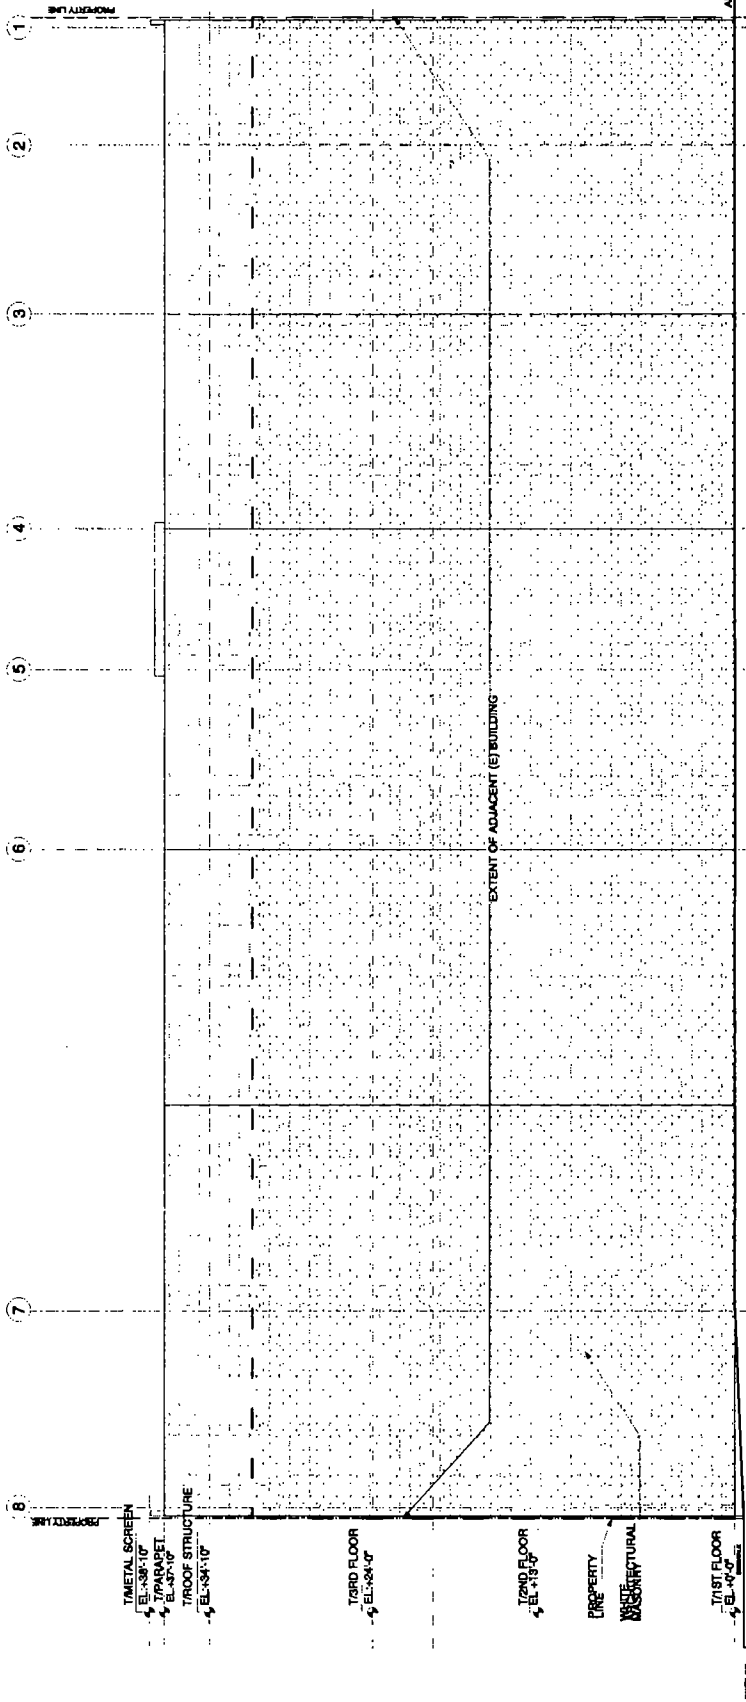 PROPERTY LINE
PROPERTY LINE
8
7
6
5
4
3
2
1
T/METAL SCREEN
EL:+38'-10"
T/PARAPET
EL:+37'-10"
T/ROOF STRUCTURE
EL:+34'-10"
T/3RD FLOOR
EL:+24'-0"
EXTENT OF ADJACENT (E) BUILDING
T/2ND FLOOR
EL:+13'-0"
PROPERTY
LINE
WHITE
ARCHITECTURAL
MASONRY
T/1ST FLOOR
EL:+0'-0"